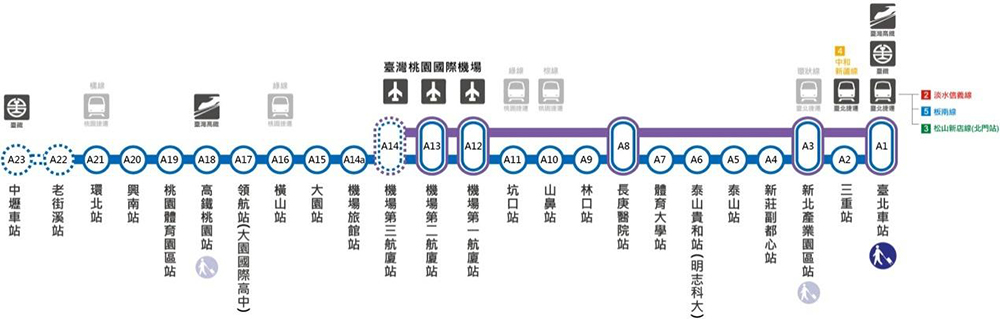 臺灣高鐵
臺鐵
臺灣桃園國際機場
4
中和
新蘆線
環狀線
臺北捷運
臺北捷運
臺北捷運
2 淡水信義線
5 板南線
3 松山新店線(北門站)
臺鐵
橘線
桃園捷運
臺灣高鐵
綠線
桃園捷運
綠線
桃園捷運
棕線
桃園捷運
A23
A22
A21
A20
A19
A18
A17
A16
A15
A14a
A14
A13
A12
A11
A10
A9
A8
A7
A6
A5
A4
A3
A2
A1
中壢車站
老街溪站
環北站
興南站
桃園體育園區站
高鐵桃園站
領航站(大園國際高中)
橫山站
大園站
機場旅館站
機場第三航廈站
機場第二航廈站
機場第一航廈站
坑口站
山鼻站
林口站
長庚醫院站
體育大學站
泰山貴和站(明志科大)
泰山站
新莊副都心站
新北產業園區站
三重站
臺北車站